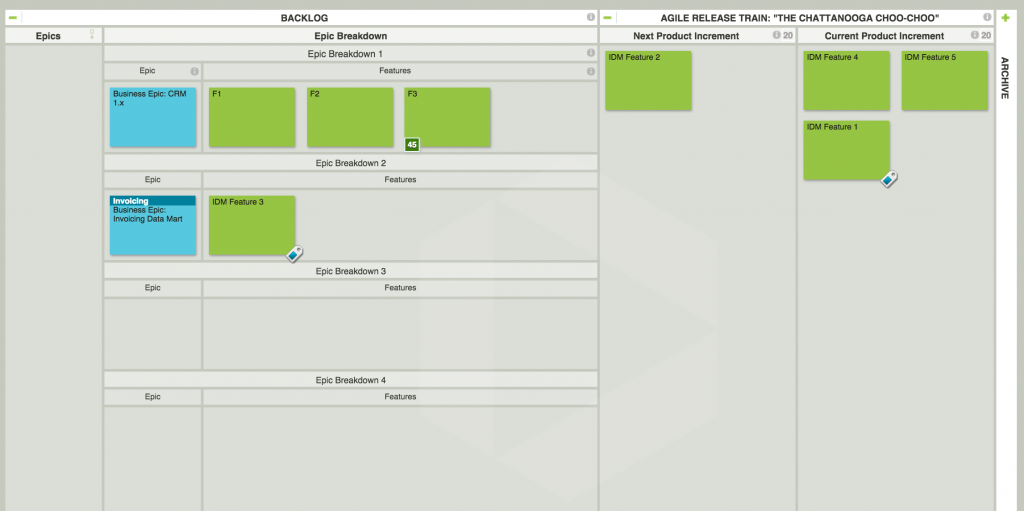 BACKLOG
AGILE RELEASE TRAIN: "THE CHATTANOOGA CHOO-CHOO"
Epics
Epic Breakdown
Next Product Increment
20
Current Product Increment
20
ARCHIVE
Epic Breakdown 1
Epic
Features
Business Epic: CRM
1.x
F1
F2
F3
45
IDM Feature 2
IDM Feature 4
IDM Feature 5
IDM Feature 1
Epic Breakdown 2
Epic
Features
Invoicing
Business Epic:
Invoicing Data Mart
IDM Feature 3
Epic Breakdown 3
Epic
Features
Epic Breakdown 4
Epic
Features